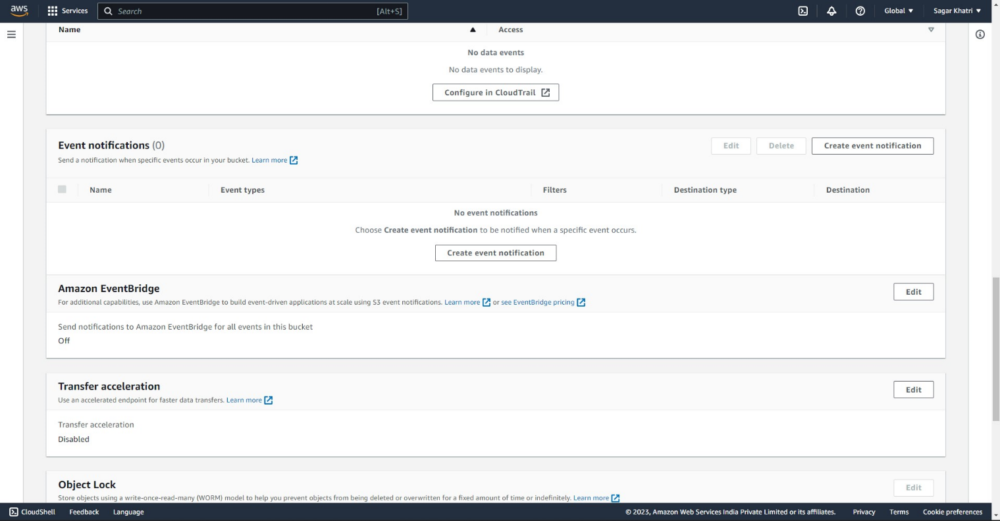 aws Services Search [Alt+S] Global ▼ Sagar Khatri ▼
Name Access
No data events
No data events to display.
Configure in CloudTrail
Event notifications (0) Edit Delete Create event notification
Send a notification when specific events occur in your bucket. Learn more
Name Event types Filters Destination type Destination
No event notifications
Choose Create event notification to be notified when a specific event occurs.
Create event notification
Amazon EventBridge Edit
For additional capabilities, use Amazon EventBridge to build event-driven applications at scale using S3 event notifications. Learn more or see EventBridge pricing
Send notifications to Amazon EventBridge for all events in this bucket
Off
Transfer acceleration Edit
Use an accelerated endpoint for faster data transfers. Learn more
Transfer acceleration
Disabled
Object Lock Edit
Store objects using a write-once-read-many (WORM) model to help you prevent objects from being deleted or overwritten for a fixed amount of time or indefinitely. Learn more
CloudShell Feedback Language © 2023, Amazon Web Services India Private Limited or its affiliates. Privacy Terms Cookie preferences